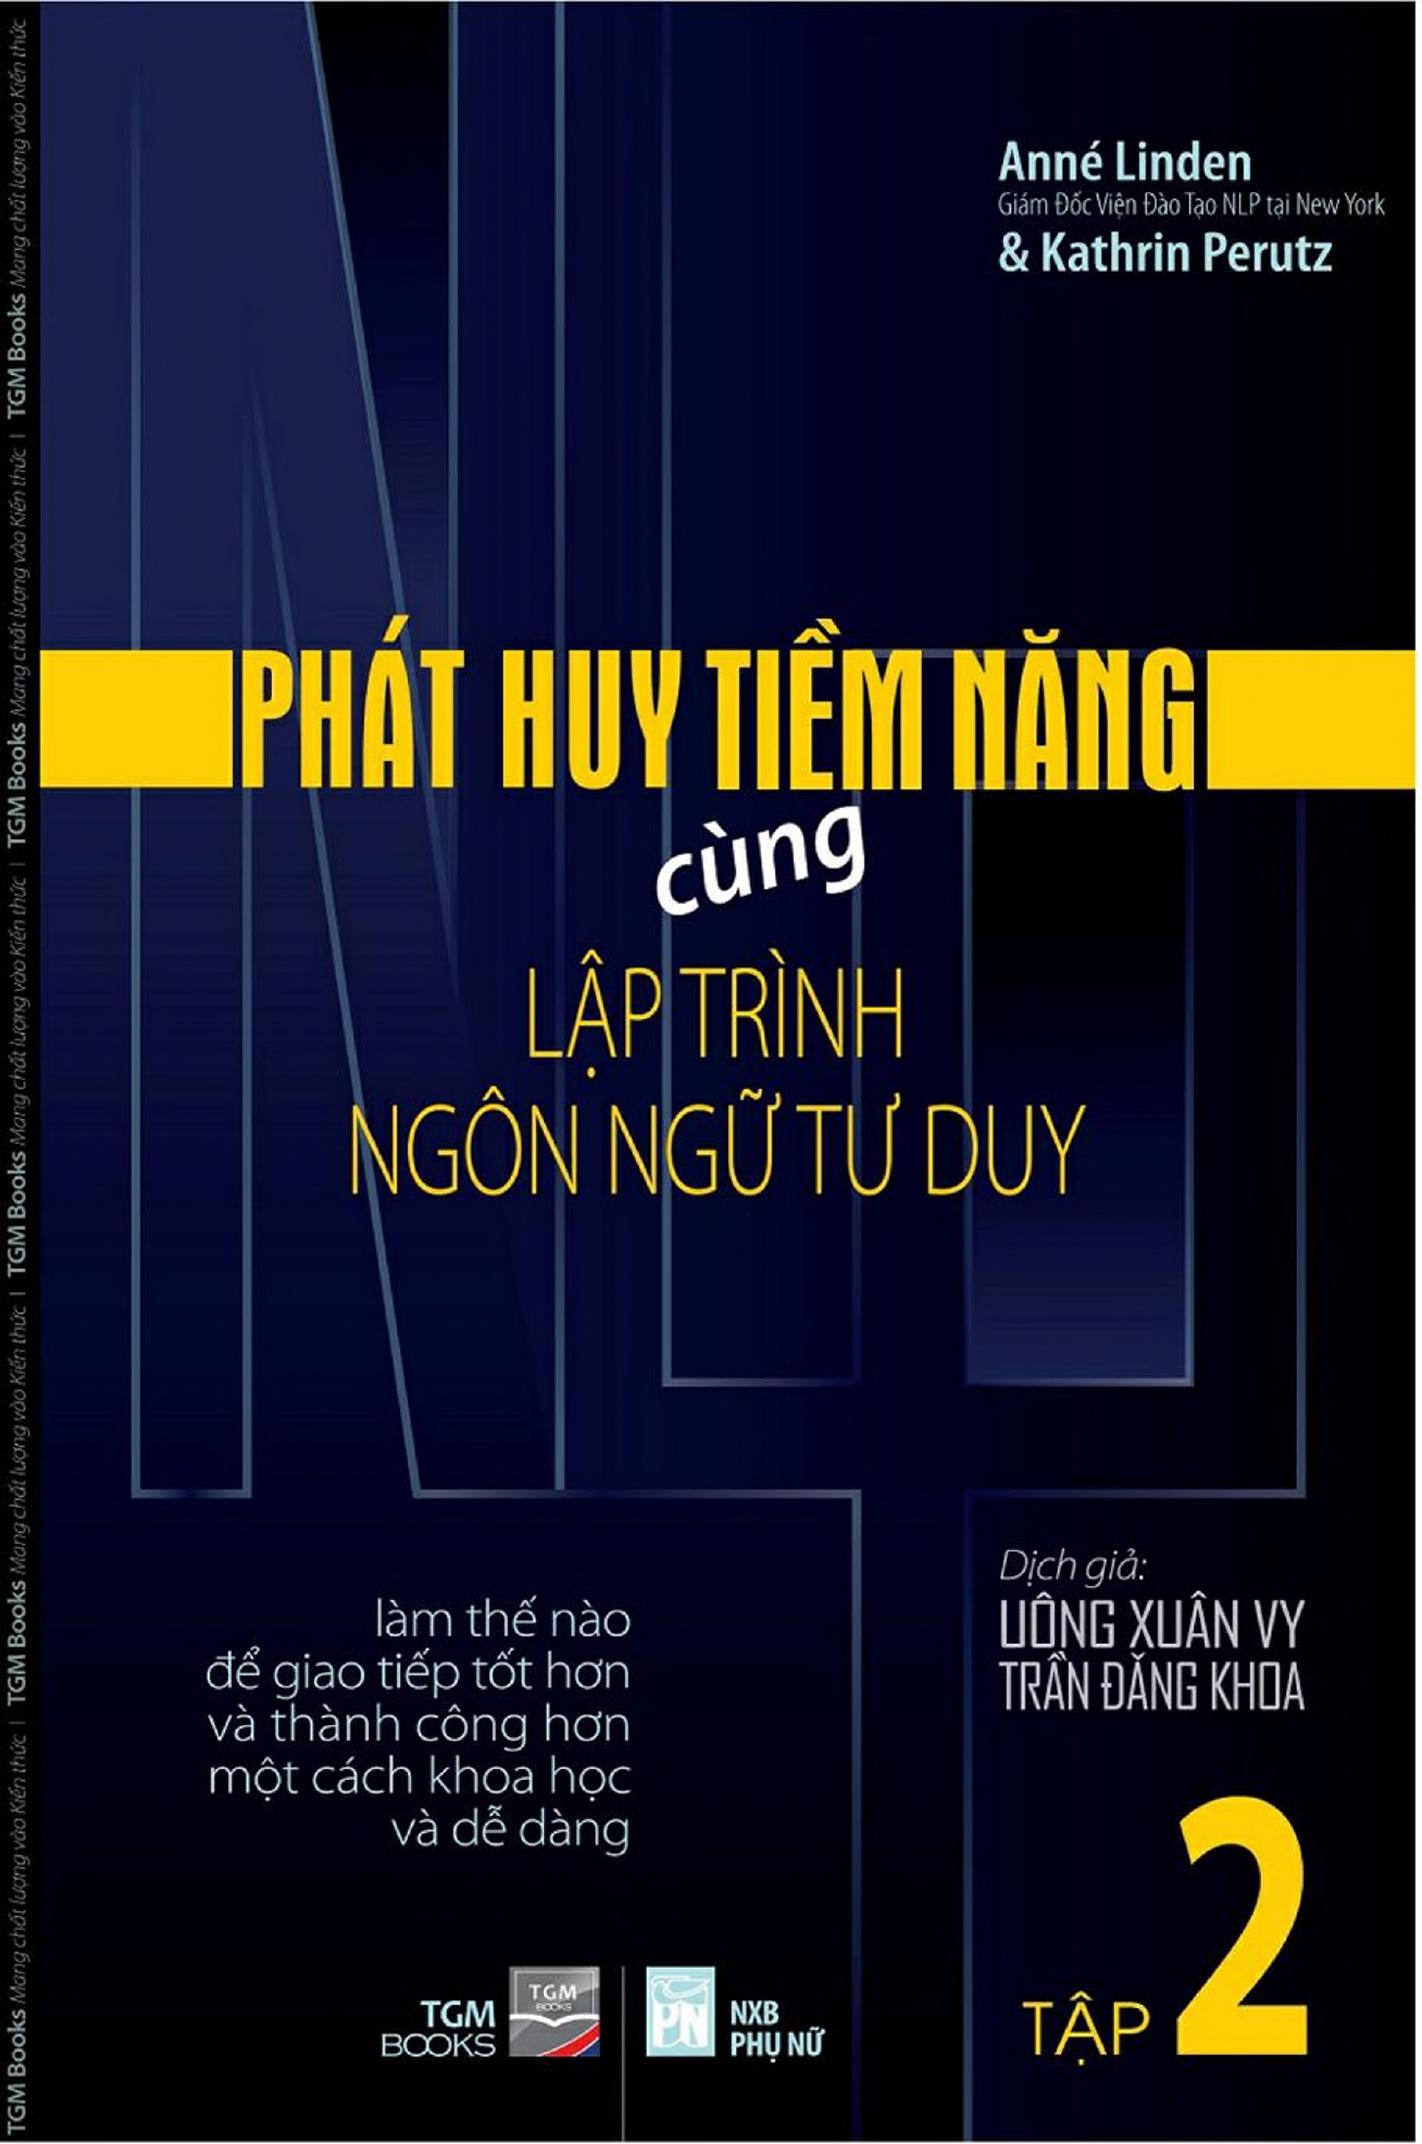 Anné Linden
Giám Đốc Viện Đào Tạo NLP tại New York
& Kathrin Perutz
PHÁT HUY TIỀM NĂNG
cùng
LẬP TRÌNH
NGÔN NGỮ TƯ DUY
làm thế nào
để giao tiếp tốt hơn
và thành công hơn
một cách khoa học
và dễ dàng
Dịch giả:
UÔNG XUÂN VY
TRẦN ĐĂNG KHOA
TẬP 2
TGM
BOOKS
TGM
BOOKS
PN
NXB
PHỤ NỮ
TGM Books Mang chất lượng vào Kiến thức | TGM Books Mang chất lượng vào Kiến thức | TGM Books Mang chất lượng vào Kiến thức | TGM Books Mang chất lượng vào Kiến thức | TGM Books Mang chất lượng vào Kiến thức